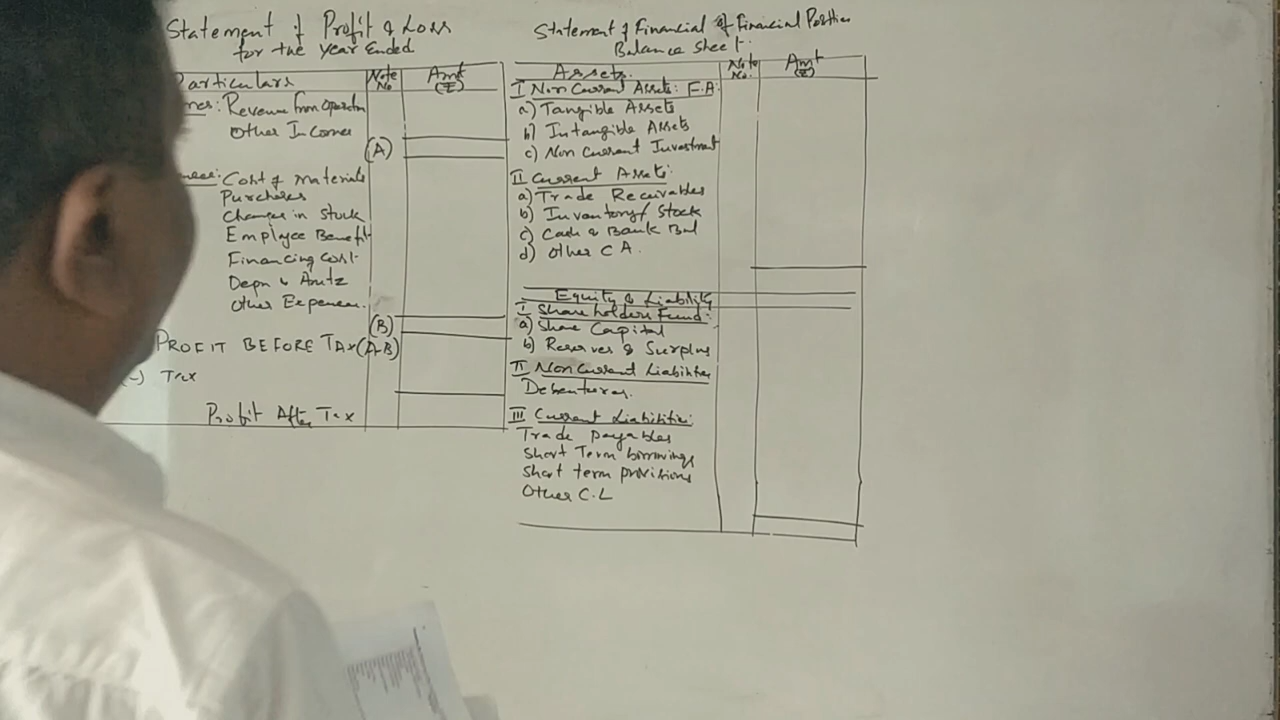 Statement of Profit & Loss
for the Year Ended
Particulars Note No Amt (₹)
mes: Revenue from Operatn
Other Income
(A)
nses: Cost of Materials
Purchases
Changes in Stock
Employee Benefit
Financing Cost
Depn & Amtz
Other Expenses.
(B)
PROFIT BEFORE TAX (A-B)
(-) Tax
Profit After Tax
Statement of Financial of Financial Position
Balance Sheet.
Assets. Note No. Amt (₹)
I Non Current Assets: F.A:
a) Tangible Assets
b) Intangible Assets
c) Non Current Investment
II Current Assets:
a) Trade Receivables
b) Inventory/ Stock
c) Cash & Bank Bal
d) Other C A.
Equity & Liability
I Share holders Fund:
a) Share Capital
b) Reserves & Surplus
II Non Current Liabilities
Debentures.
III Current Liabilities:
Trade Payables
Short Term borrowings
Short term provisions
Other C.L